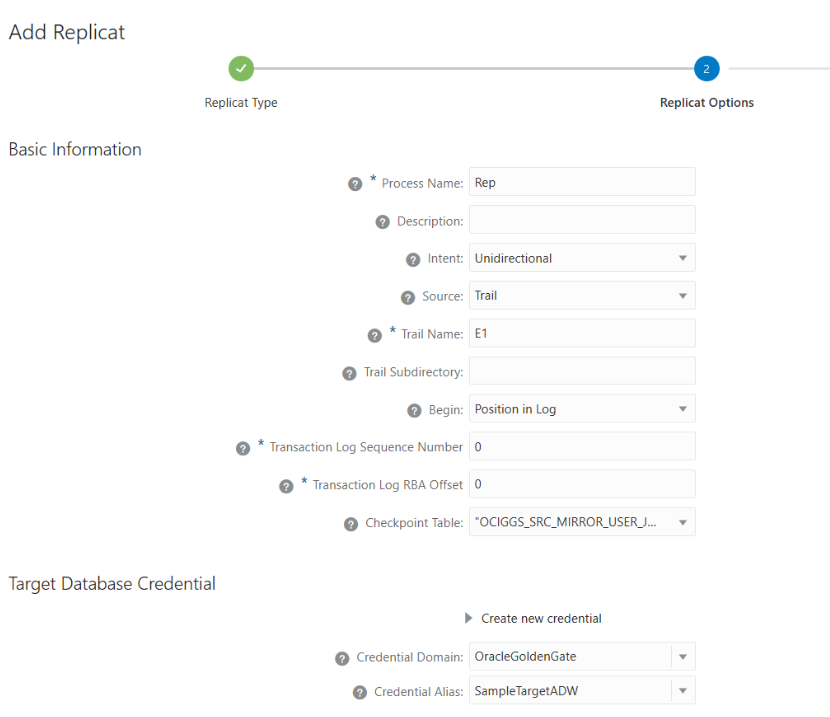 Add Replicat
2
Replicat Type
Replicat Options
Basic Information
? * Process Name: Rep
? Description:
? Intent: Unidirectional
? Source: Trail
? * Trail Name: E1
? Trail Subdirectory:
? Begin: Position in Log
? * Transaction Log Sequence Number 0
? * Transaction Log RBA Offset 0
? Checkpoint Table: "OCIGGS_SRC_MIRROR_USER_J...
Target Database Credential
Create new credential
? Credential Domain: OracleGoldenGate
? Credential Alias: SampleTargetADW